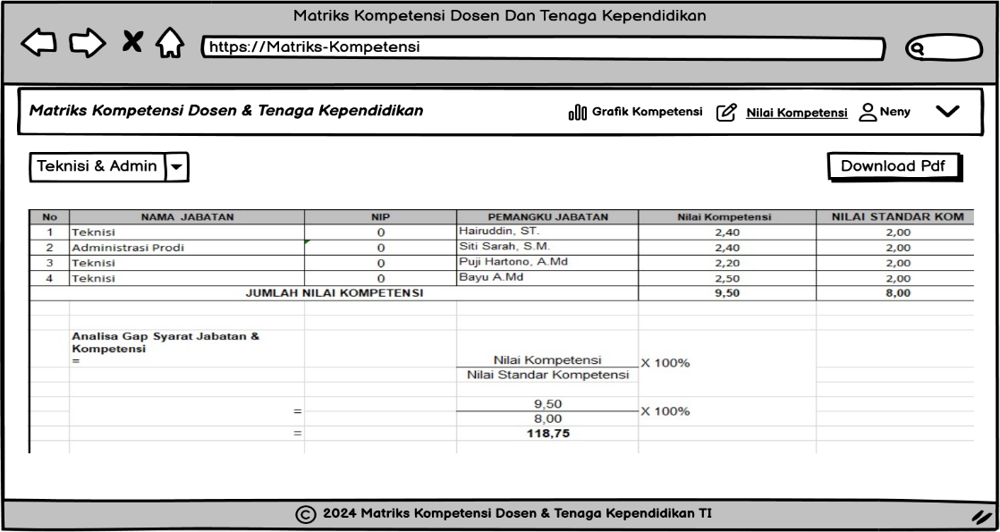 Matriks Kompetensi Dosen Dan Tenaga Kependidikan
https://Matriks-Kompetensi
Matriks Kompetensi Dosen & Tenaga Kependidikan Grafik Kompetensi Nilai Kompetensi Neny
Teknisi & Admin Download Pdf
No NAMA JABATAN NIP PEMANGKU JABATAN Nilai Kompetensi NILAI STANDAR KOM
1 Teknisi 0 Hairuddin, ST. 2,40 2,00
2 Administrasi Prodi 0 Siti Sarah, S.M. 2,40 2,00
3 Teknisi 0 Puji Hartono, A.Md 2,20 2,00
4 Teknisi 0 Bayu A.Md 2,50 2,00
JUMLAH NILAI KOMPETENSI 9,50 8,00
Analisa Gap Syarat Jabatan &
Kompetensi
= Nilai Kompetensi X 100%
Nilai Standar Kompetensi
9,50
= X 100%
8,00
= 118,75
© 2024 Matriks Kompetensi Dosen & Tenaga Kependidikan TI